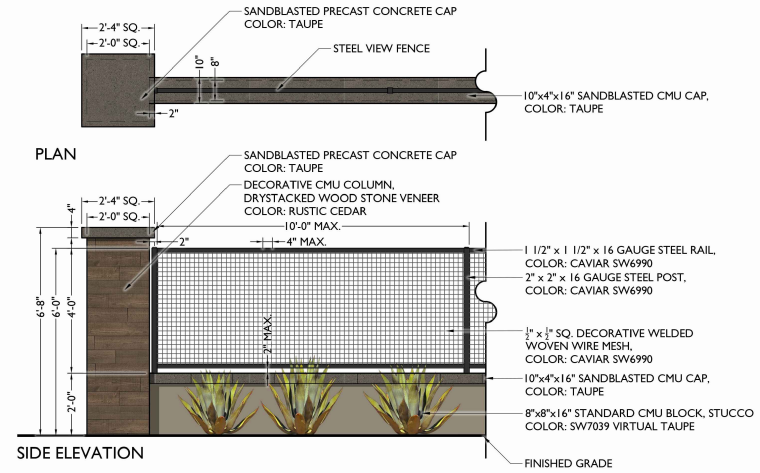 SANDBLASTED PRECAST CONCRETE CAP
COLOR: TAUPE
2'-4" SQ.
2'-0" SQ.
STEEL VIEW FENCE
10"
8"
10"x4"x16" SANDBLASTED CMU CAP,
COLOR: TAUPE
2"
PLAN
SANDBLASTED PRECAST CONCRETE CAP
COLOR: TAUPE
DECORATIVE CMU COLUMN,
DRYSTACKED WOOD STONE VENEER
COLOR: RUSTIC CEDAR
2'-4" SQ.
2'-0" SQ.
4"
10'-0" MAX.
2"
4" MAX.
1 1/2" x 1 1/2" x 16 GAUGE STEEL RAIL,
COLOR: CAVIAR SW6990
2" x 2" x 16 GAUGE STEEL POST,
COLOR: CAVIAR SW6990
6'-8"
6'-0"
4'-0"
2" MAX.
1/2" x 1/2" SQ. DECORATIVE WELDED
WOVEN WIRE MESH,
COLOR: CAVIAR SW6990
10"x4"x16" SANDBLASTED CMU CAP,
COLOR: TAUPE
2'-0"
8"x8"x16" STANDARD CMU BLOCK, STUCCO
COLOR: SW7039 VIRTUAL TAUPE
SIDE ELEVATION
FINISHED GRADE